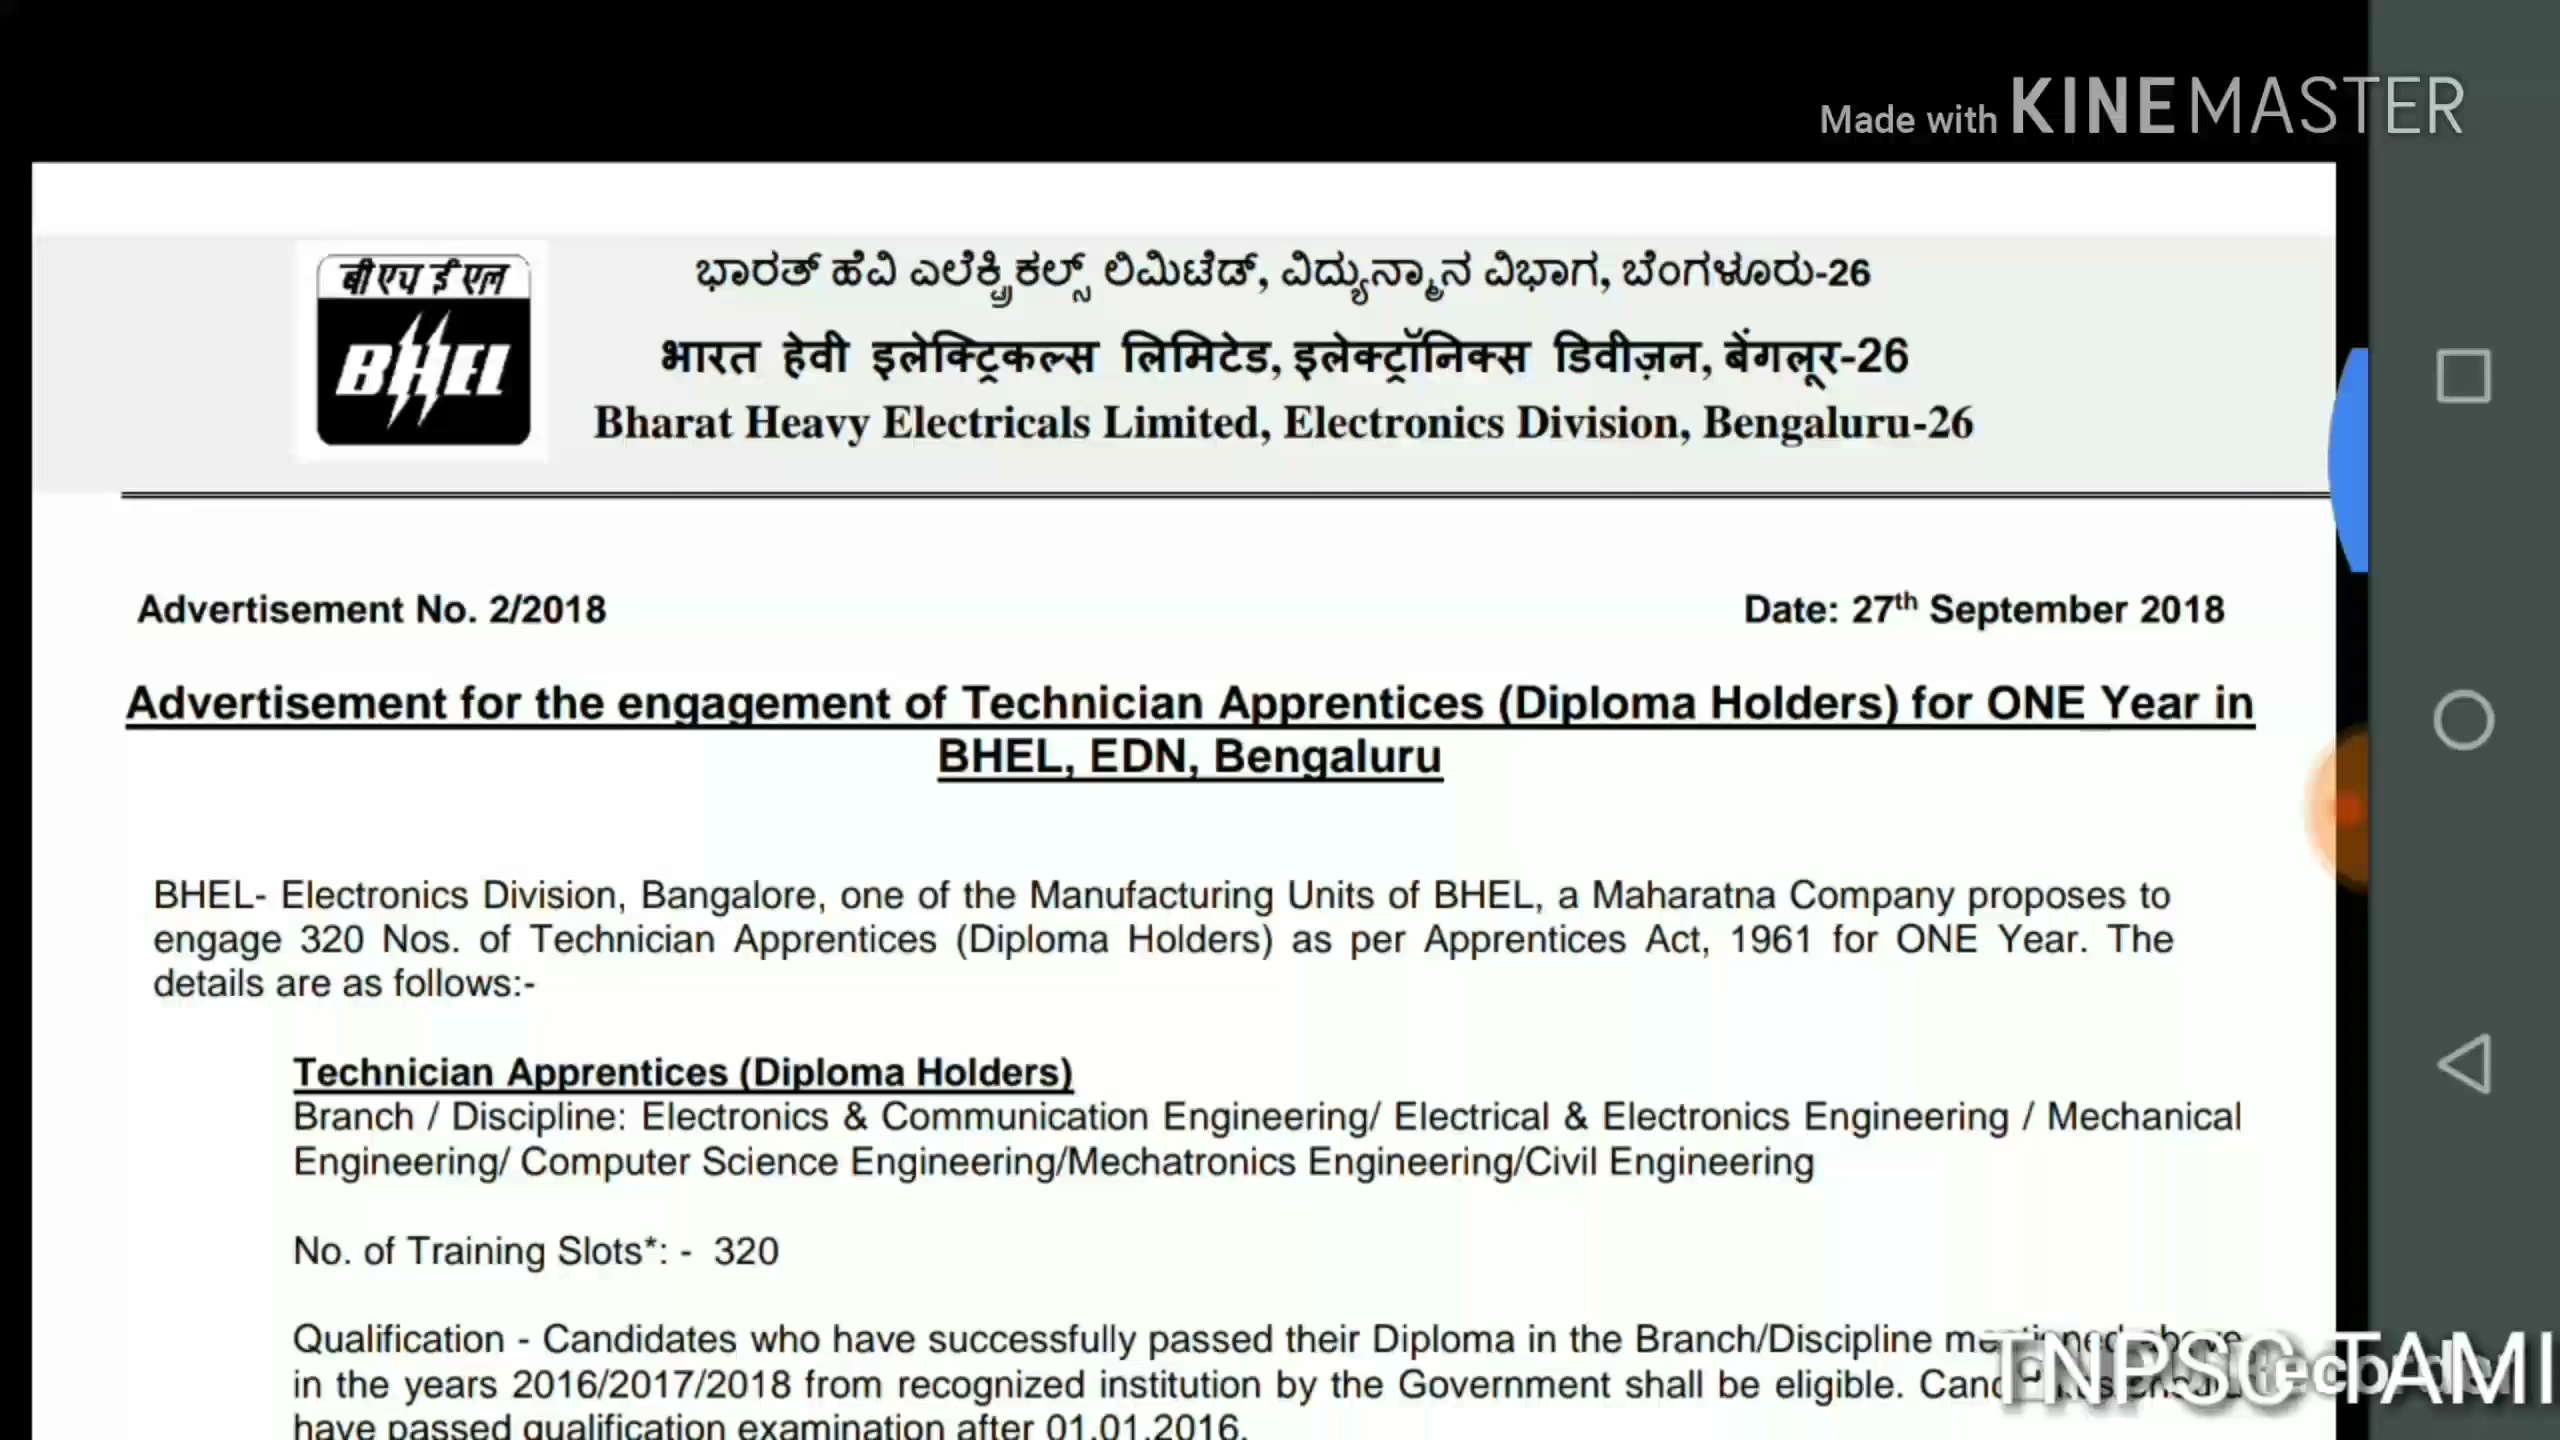 Made with KINEMASTER
बीएचईएल
BHEL
ಭಾರತ್ ಹೆವಿ ಎಲೆಕ್ಟ್ರಿಕಲ್ಸ್ ಲಿಮಿಟೆಡ್, ವಿದ್ಯುನ್ಮಾನ ವಿಭಾಗ, ಬೆಂಗಳೂರು-26
भारत हेवी इलेक्ट्रिकल्स लिमिटेड, इलेक्ट्रॉनिक्स डिवीज़न, बेंगलूर-26
Bharat Heavy Electricals Limited, Electronics Division, Bengaluru-26
Advertisement No. 2/2018 Date: 27th September 2018
Advertisement for the engagement of Technician Apprentices (Diploma Holders) for ONE Year in
BHEL, EDN, Bengaluru
BHEL- Electronics Division, Bangalore, one of the Manufacturing Units of BHEL, a Maharatna Company proposes to
engage 320 Nos. of Technician Apprentices (Diploma Holders) as per Apprentices Act, 1961 for ONE Year. The
details are as follows:-
Technician Apprentices (Diploma Holders)
Branch / Discipline: Electronics & Communication Engineering/ Electrical & Electronics Engineering / Mechanical
Engineering/ Computer Science Engineering/Mechatronics Engineering/Civil Engineering
No. of Training Slots*: - 320
Qualification - Candidates who have successfully passed their Diploma in the Branch/Discipline mentioned above
in the years 2016/2017/2018 from recognized institution by the Government shall be eligible.
have passed qualification examination after 01.01.2016.
TNPSC TAMI